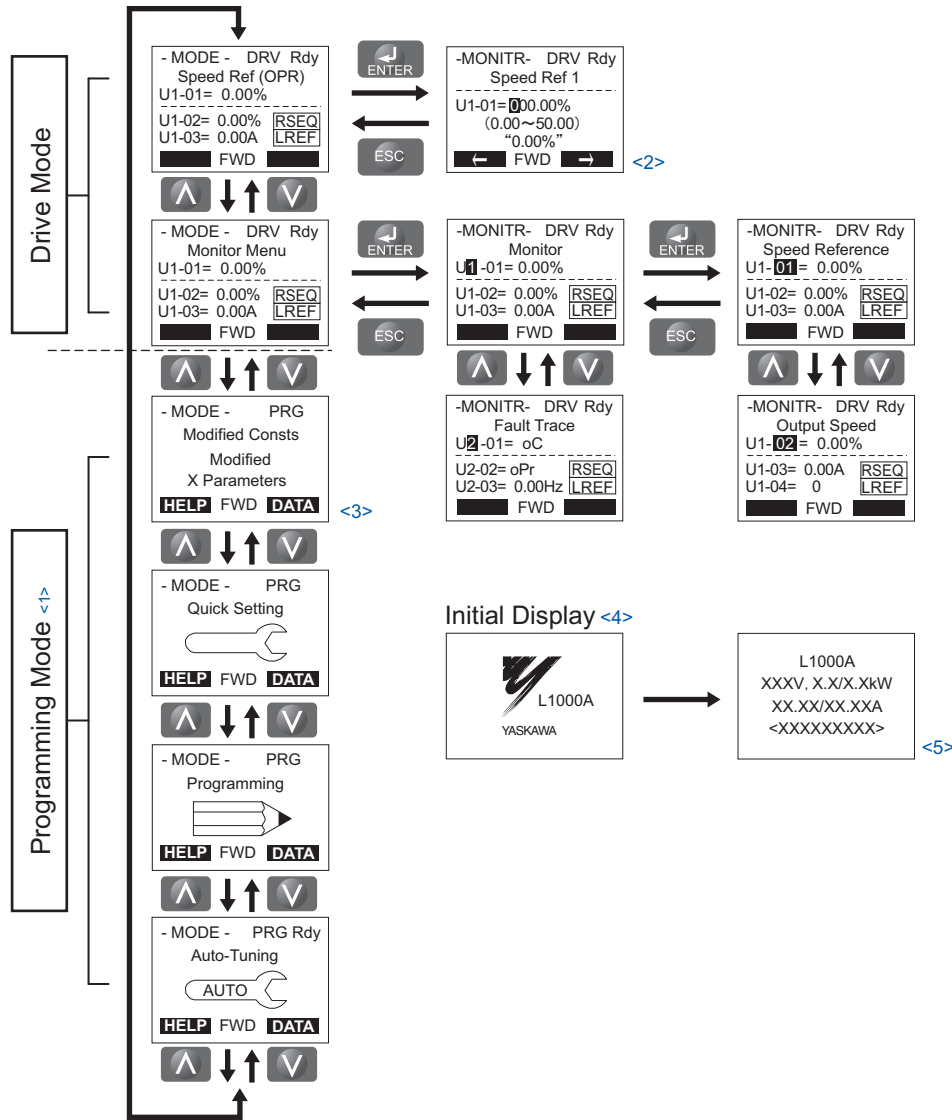 Drive Mode
- MODE - DRV Rdy
Speed Ref (OPR)
U1-01= 0.00%
U1-02= 0.00% RSEQ
U1-03= 0.00A LREF
FWD
ENTER
ESC
-MONITR- DRV Rdy
Speed Ref 1
U1-01= 000.00%
(0.00～50.00)
“0.00%”
← FWD →
<2>
- MODE - DRV Rdy
Monitor Menu
U1-01= 0.00%
U1-02= 0.00% RSEQ
U1-03= 0.00A LREF
FWD
ENTER
ESC
-MONITR- DRV Rdy
Monitor
U1 -01= 0.00%
U1-02= 0.00% RSEQ
U1-03= 0.00A LREF
FWD
ENTER
ESC
-MONITR- DRV Rdy
Speed Reference
U1- 01 = 0.00%
U1-02= 0.00% RSEQ
U1-03= 0.00A LREF
FWD
-MONITR- DRV Rdy
Fault Trace
U2 -01= oC
U2-02= oPr RSEQ
U2-03= 0.00Hz LREF
FWD
-MONITR- DRV Rdy
Output Speed
U1- 02 = 0.00%
U1-03= 0.00A RSEQ
U1-04= 0 LREF
FWD
Programming Mode <1>
- MODE - PRG
Modified Consts
Modified
X Parameters
HELP FWD DATA
<3>
- MODE - PRG
Quick Setting
HELP FWD DATA
- MODE - PRG
Programming
HELP FWD DATA
- MODE - PRG Rdy
Auto-Tuning
AUTO
HELP FWD DATA
Initial Display <4>
L1000A
YASKAWA
L1000A
XXXV, X.X/X.XkW
XX.XX/XX.XXA
<XXXXXXXXX>
<5>